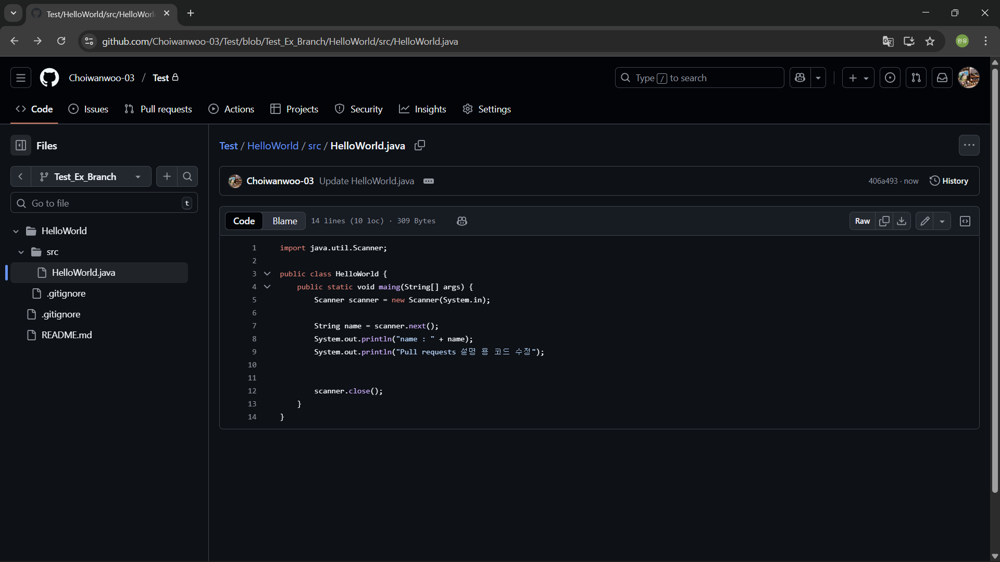 Test/HelloWorld/src/HelloWorl
github.com/Choiwanwoo-03/Test/blob/Test_Ex_Branch/HelloWorld/src/HelloWorld.java
완유
Choiwanwoo-03 / Test
Type / to search
Code Issues Pull requests Actions Projects Security Insights Settings
Files
Test_Ex_Branch
Go to file t
HelloWorld
src
HelloWorld.java
.gitignore
.gitignore
README.md
Test / HelloWorld / src / HelloWorld.java
Choiwanwoo-03 Update HelloWorld.java 406a493 · now History
Code Blame 14 lines (10 loc) · 309 Bytes Raw
1 import java.util.Scanner;
2
3 public class HelloWorld {
4 public static void maing(String[] args) {
5 Scanner scanner = new Scanner(System.in);
6
7 String name = scanner.next();
8 System.out.println("name : " + name);
9 System.out.println("Pull requests 설명 용 코드 수정");
10
11
12 scanner.close();
13 }
14 }